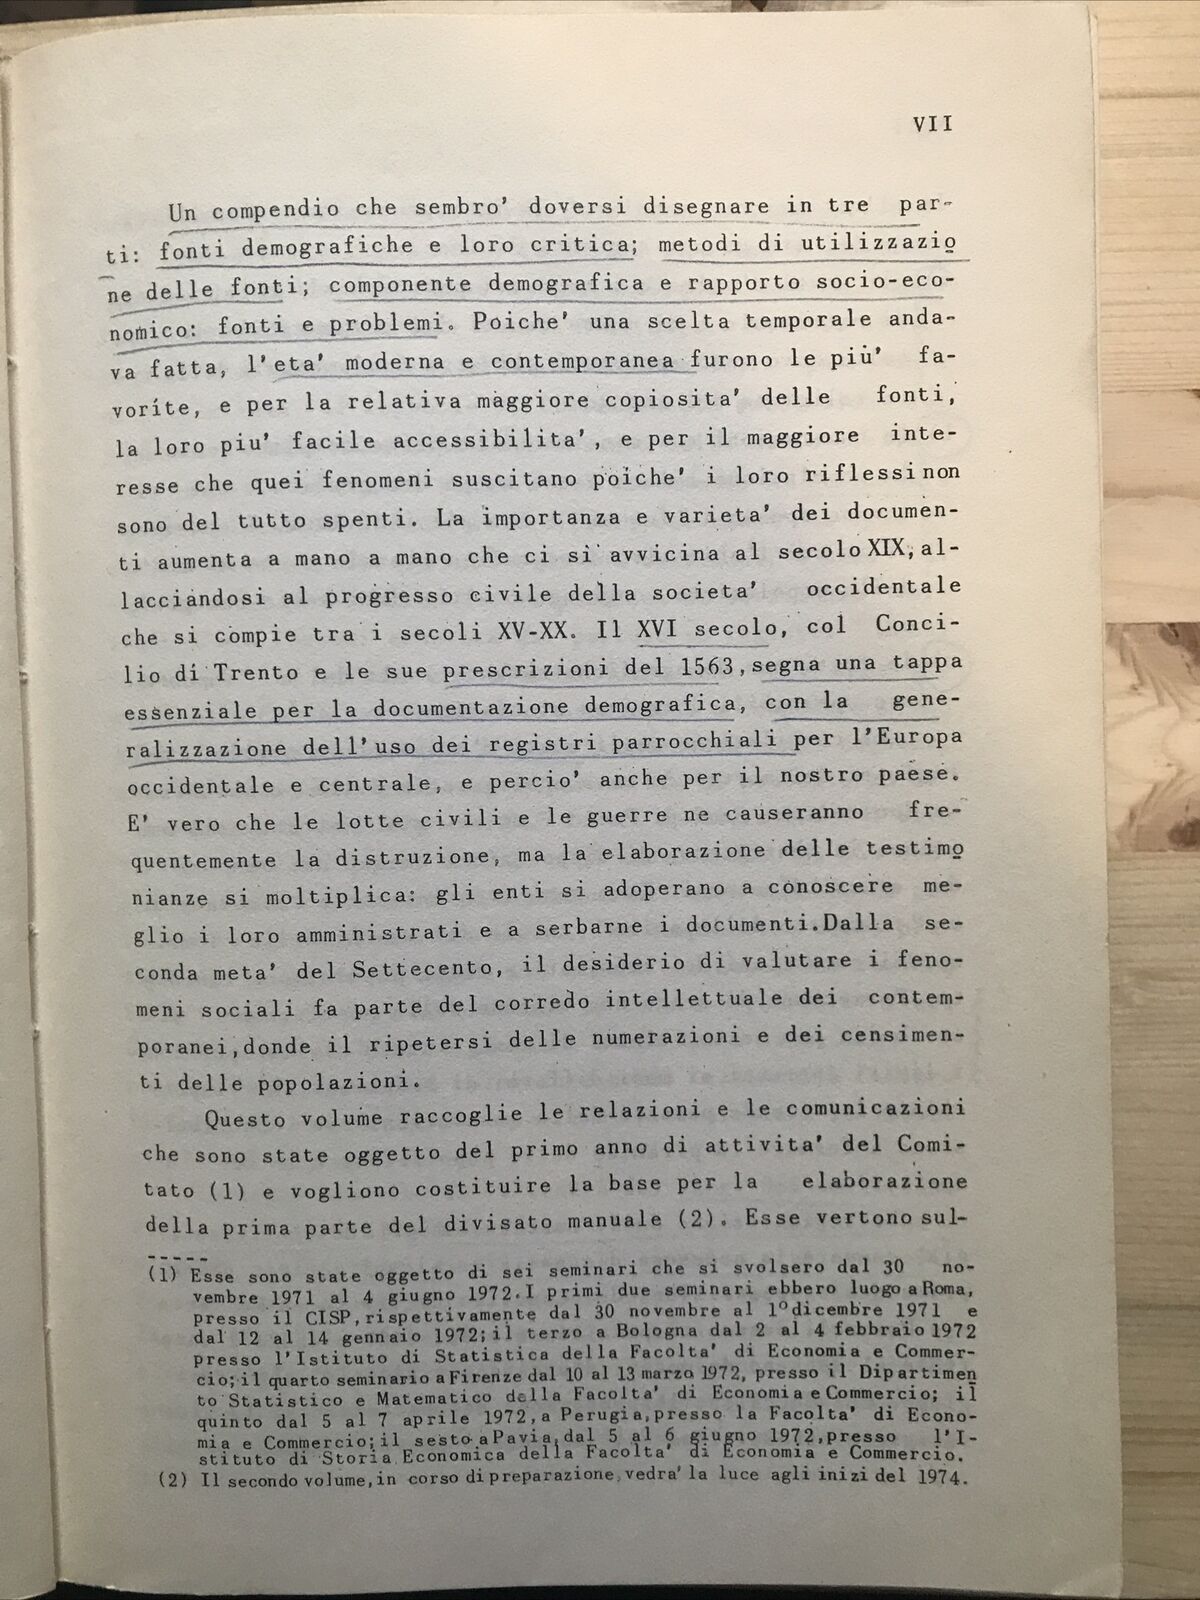 VII
Un compendio che sembro' doversi disegnare in tre par-
ti: fonti demografiche e loro critica; metodi di utilizzazio
ne delle fonti; componente demografica e rapporto socio-eco-
nomico: fonti e problemi. Poiche' una scelta temporale anda-
va fatta, l'eta' moderna e contemporanea furono le più' fa-
vorite, e per la relativa maggiore copiosita' delle fonti,
la loro piu' facile accessibilita', e per il maggiore inte-
resse che quei fenomeni suscitano poiche' i loro riflessi non
sono del tutto spenti. La importanza e varieta' dei documen-
ti aumenta a mano a mano che ci si avvicina al secolo XIX, al-
lacciandosi al progresso civile della societa' occidentale
che si compie tra i secoli XV-XX. Il XVI secolo, col Conci-
lio di Trento e le sue prescrizioni del 1563, segna una tappa
essenziale per la documentazione demografica, con la gene-
ralizzazione dell'uso dei registri parrocchiali per l'Europa
occidentale e centrale, e percio' anche per il nostro paese.
E' vero che le lotte civili e le guerre ne causeranno fre-
quentemente la distruzione, ma la elaborazione delle testimo
nianze si moltiplica: gli enti si adoperano a conoscere me-
glio i loro amministrati e a serbarne i documenti. Dalla se-
conda meta' del Settecento, il desiderio di valutare i feno-
meni sociali fa parte del corredo intellettuale dei contem-
poranei, donde il ripetersi delle numerazioni e dei censimen-
ti delle popolazioni.
Questo volume raccoglie le relazioni e le comunicazioni
che sono state oggetto del primo anno di attivita' del Comi-
tato (1) e vogliono costituire la base per la elaborazione
della prima parte del divisato manuale (2). Esse vertono sul-
-----
(1) Esse sono state oggetto di sei seminari che si svolsero dal 30 no-
vembre 1971 al 4 giugno 1972. I primi due seminari ebbero luogo a Roma,
presso il CISP, rispettivamente dal 30 novembre al 1° dicembre 1971 e
dal 12 al 14 gennaio 1972; il terzo a Bologna dal 2 al 4 febbraio 1972
presso l'Istituto di Statistica della Facolta' di Economia e Commer-
cio; il quarto seminario a Firenze dal 10 al 13 marzo 1972, presso il Dipartimen
to Statistico e Matematico della Facolta' di Economia e Commercio; il
quinto dal 5 al 7 aprile 1972, a Perugia, presso la Facolta' di Econo-
mia e Commercio; il sesto a Pavia, dal 5 al 6 giugno 1972, presso l'I-
stituto di Storia Economica della Facolta' di Economia e Commercio.
(2) Il secondo volume, in corso di preparazione, vedra' la luce agli inizi del 1974.